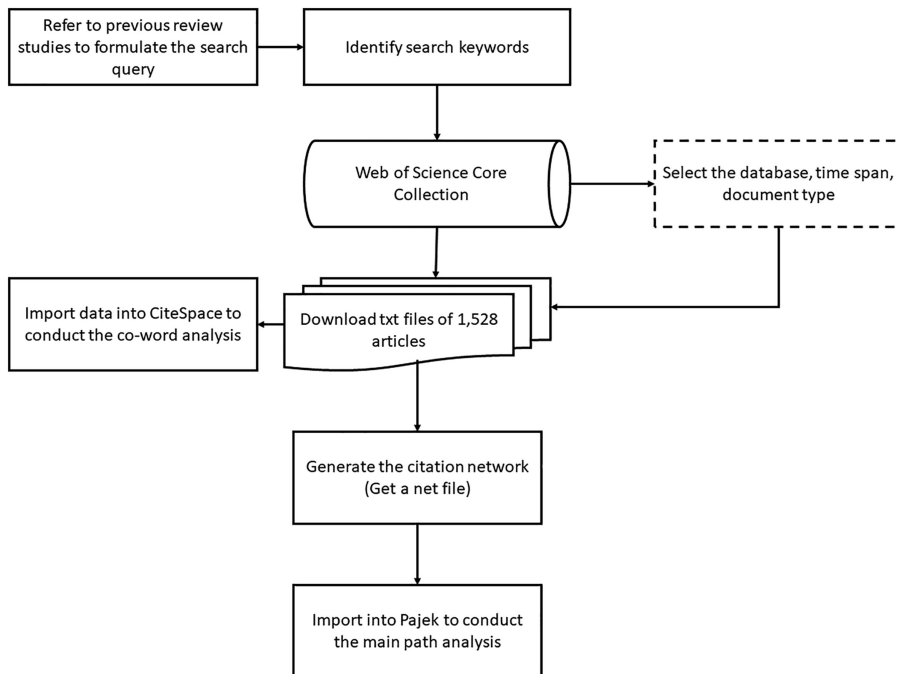 Refer to previous review
studies to formulate the search
query
Identify search keywords
Web of Science Core
Collection
Select the database, time span,
document type
Import data into CiteSpace to
conduct the co-word analysis
Download txt files of 1,528
articles
Generate the citation network
(Get a net file)
Import into Pajek to conduct
the main path analysis